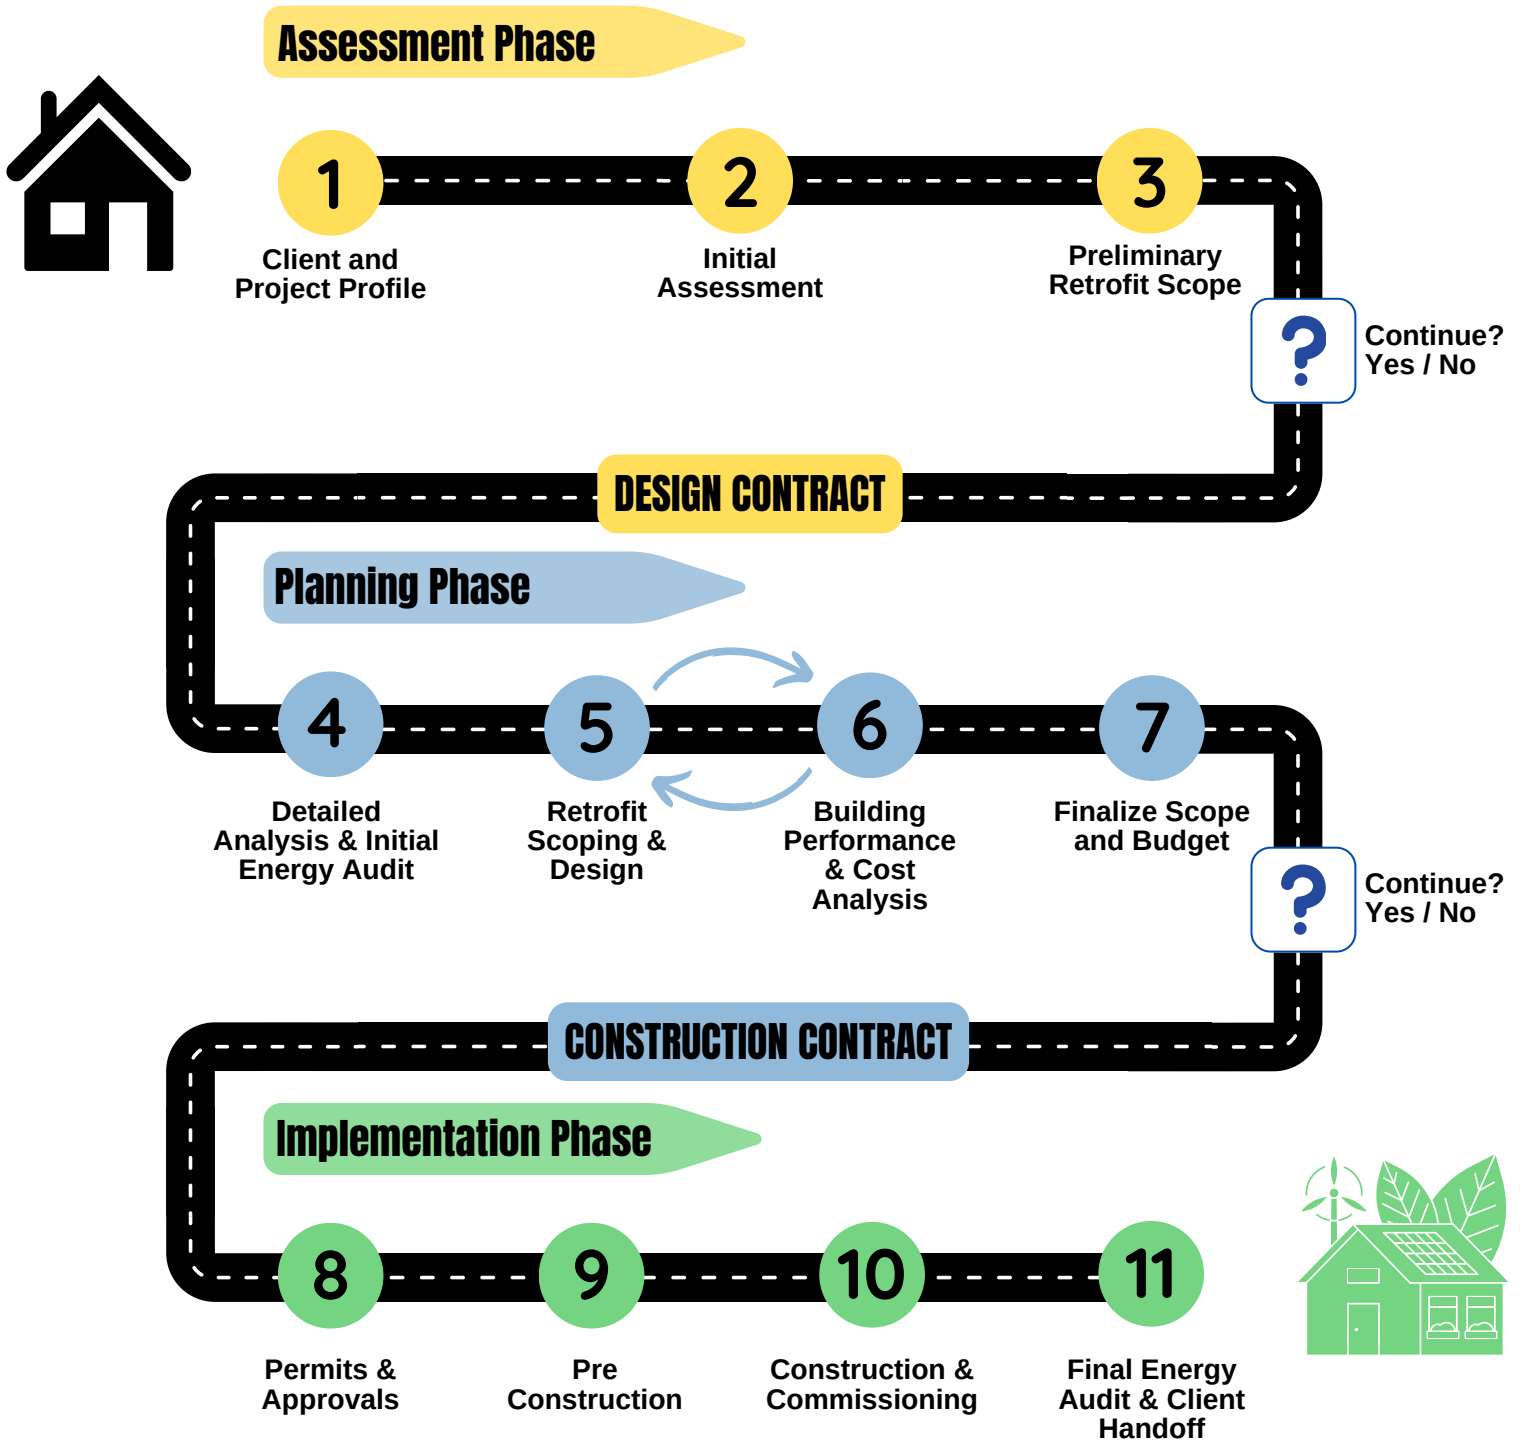 Assessment Phase
1
2
3
Client and
Project Profile
Initial
Assessment
Preliminary
Retrofit Scope
?
Continue?
Yes / No
DESIGN CONTRACT
Planning Phase
4
5
6
7
Detailed
Analysis & Initial
Energy Audit
Retrofit
Scoping &
Design
Building
Performance
& Cost
Analysis
Finalize Scope
and Budget
?
Continue?
Yes / No
CONSTRUCTION CONTRACT
Implementation Phase
8
9
10
11
Permits &
Approvals
Pre
Construction
Construction &
Commissioning
Final Energy
Audit & Client
Handoff